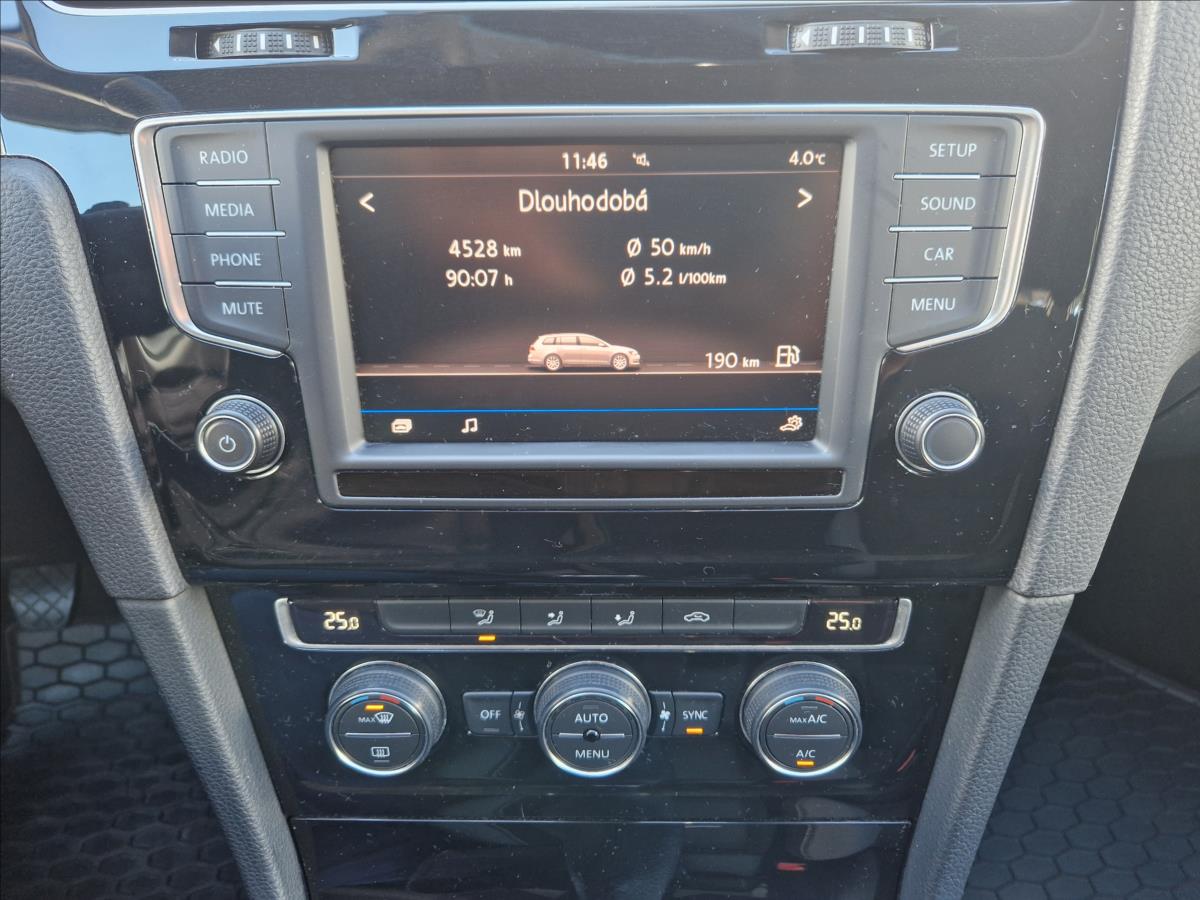 RADIO
MEDIA
PHONE
MUTE
11:46
4.0°C
< Dlouhodobá >
4528 km
Ø 50 km/h
90:07 h
Ø 5.2 l/100km
190 km
SETUP
SOUND
CAR
MENU
25.0
25.0
MAX
OFF
AUTO
MENU
SYNC
MAX A/C
A/C